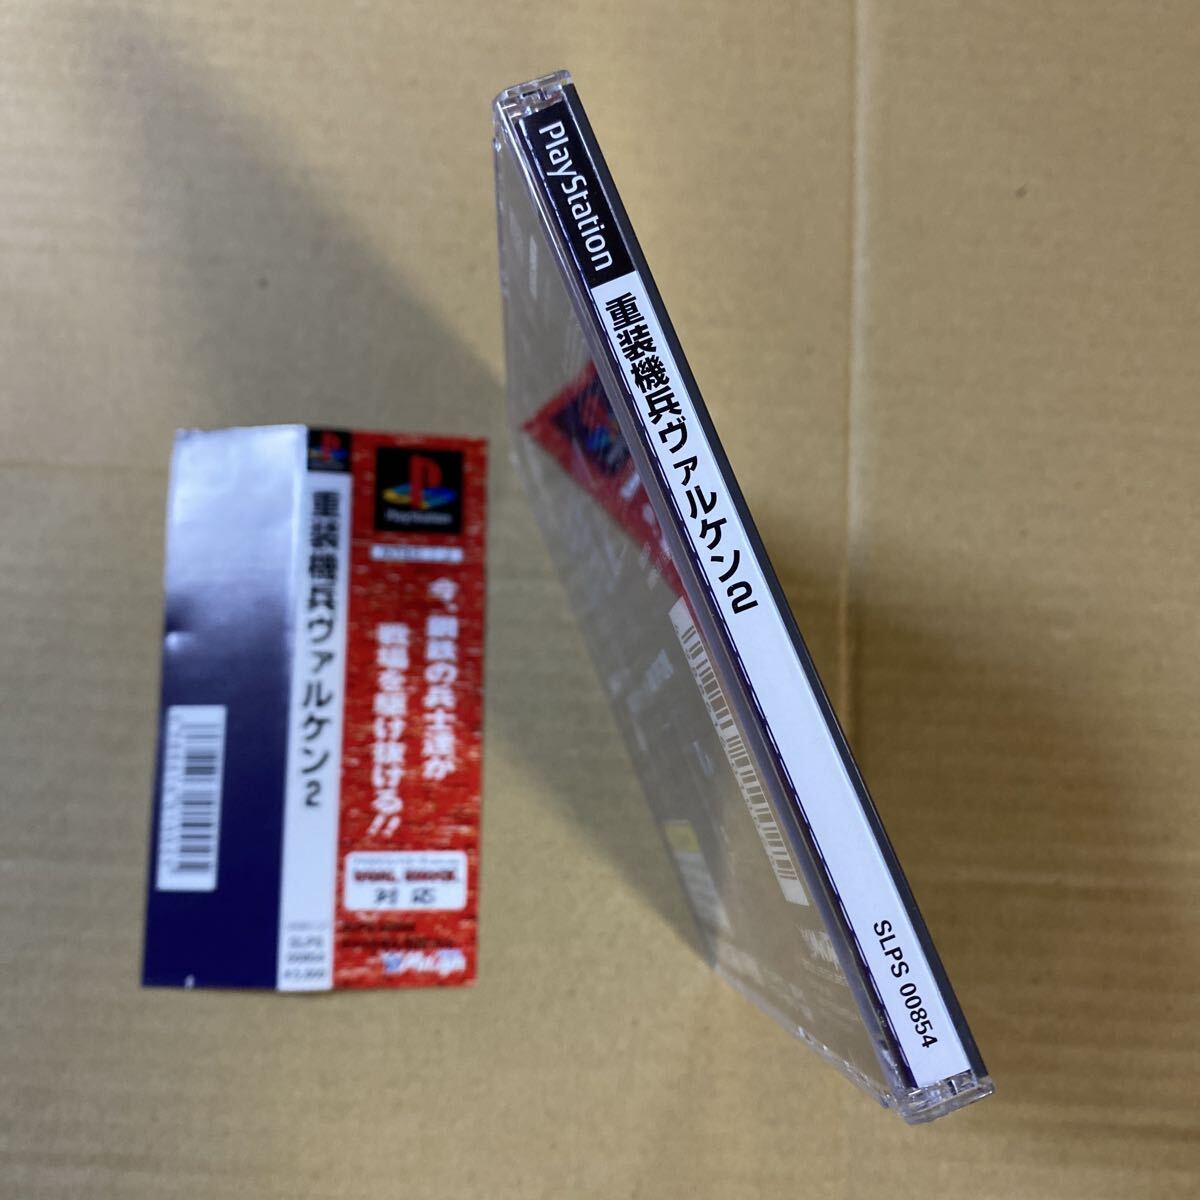 PlayStation
重装機兵ヴァルケン2
SLPS 00854
重装機兵ヴァルケン2
PlayStation
今、鋼鉄の兵士達が
戦場を駆け抜ける!!
対応
SLPS
00854